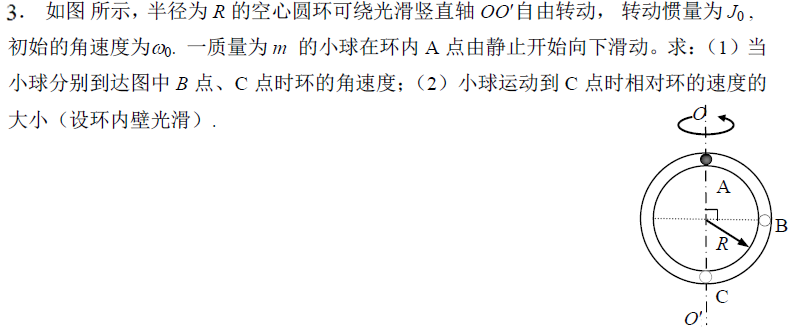 3． 如图 所示，半径为 R 的空心圆环可绕光滑竖直轴 OO′自由转动， 转动惯量为 J₀ ,
初始的角速度为ω₀. 一质量为 m 的小球在环内 A 点由静止开始向下滑动。求：（1）当
小球分别到达图中 B 点、C 点时环的角速度；（2）小球运动到 C 点时相对环的速度的
大小（设环内壁光滑）.
O
A
B
R
C
O′